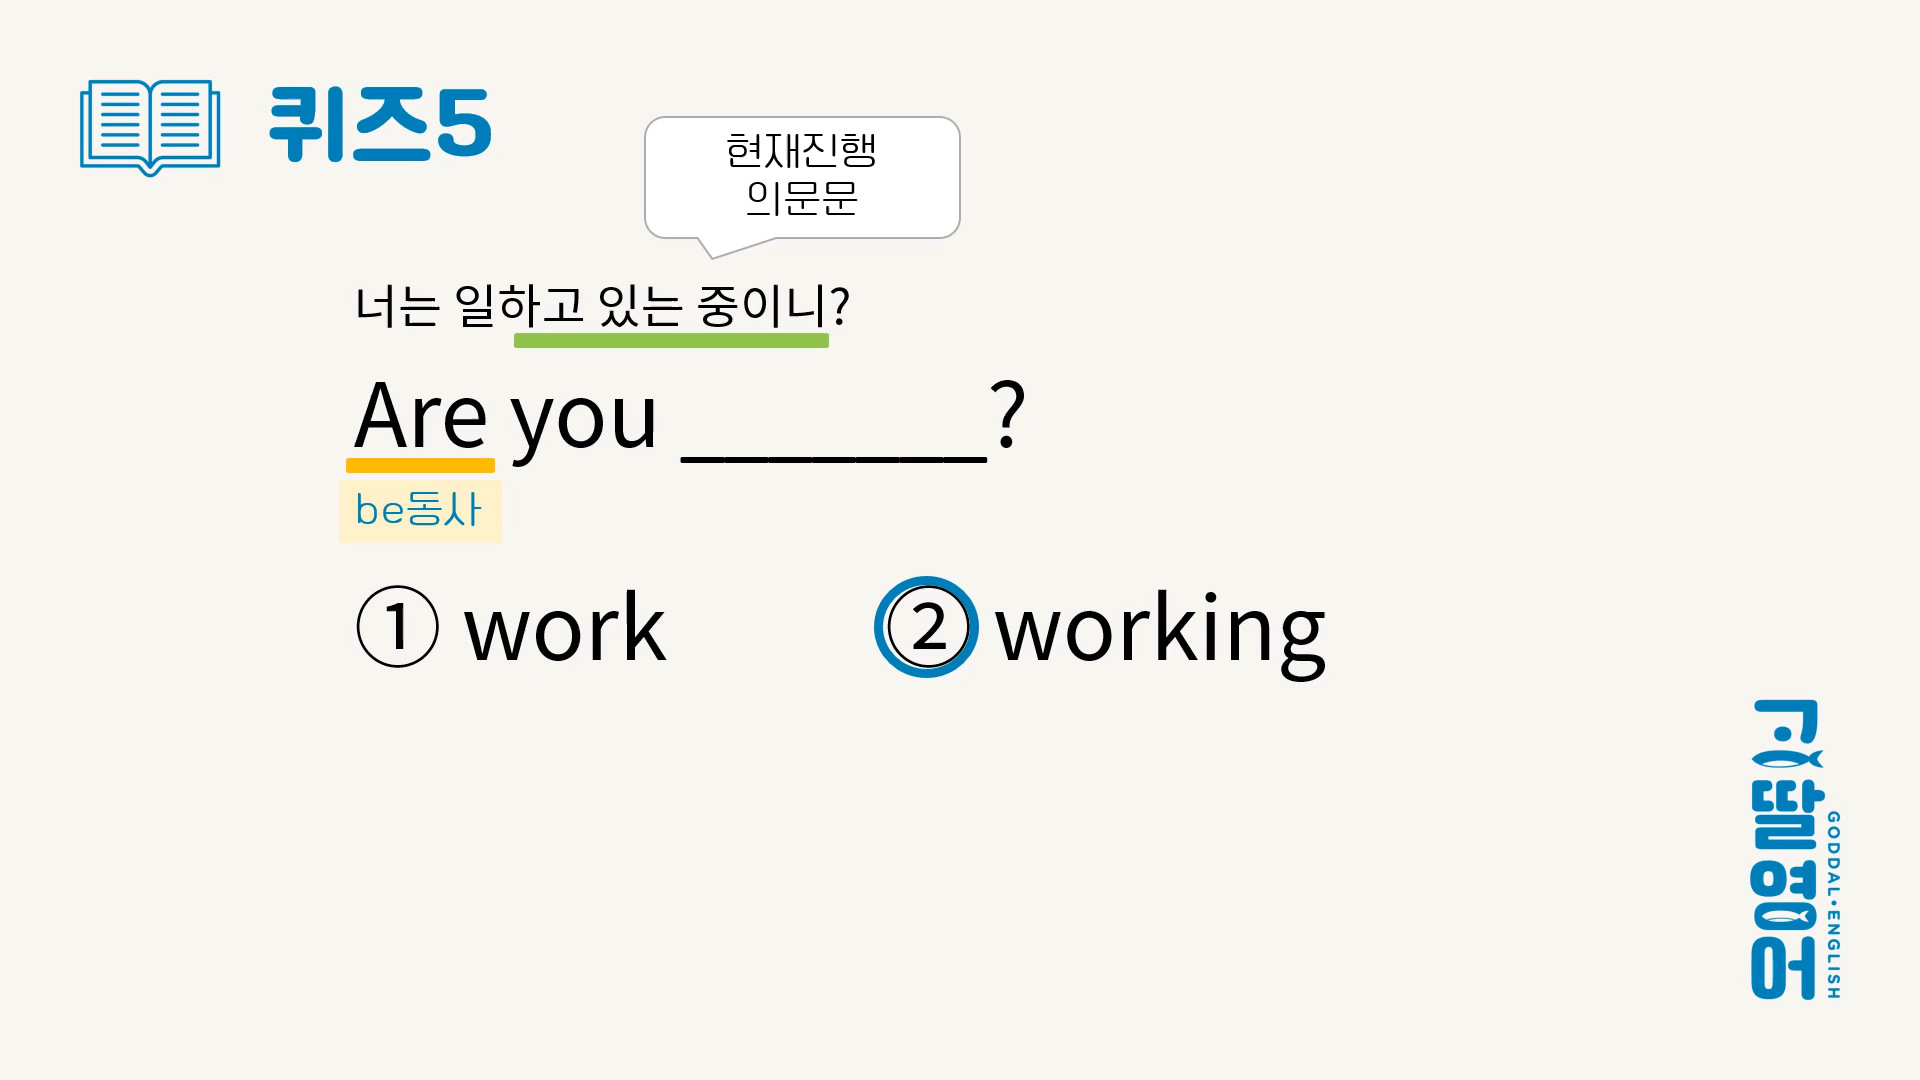 퀴즈5
현재진행
의문문
너는 일하고 있는 중이니?
Are you _______?
be동사
① work ② working
고딸영어
GODDAL•ENGLISH